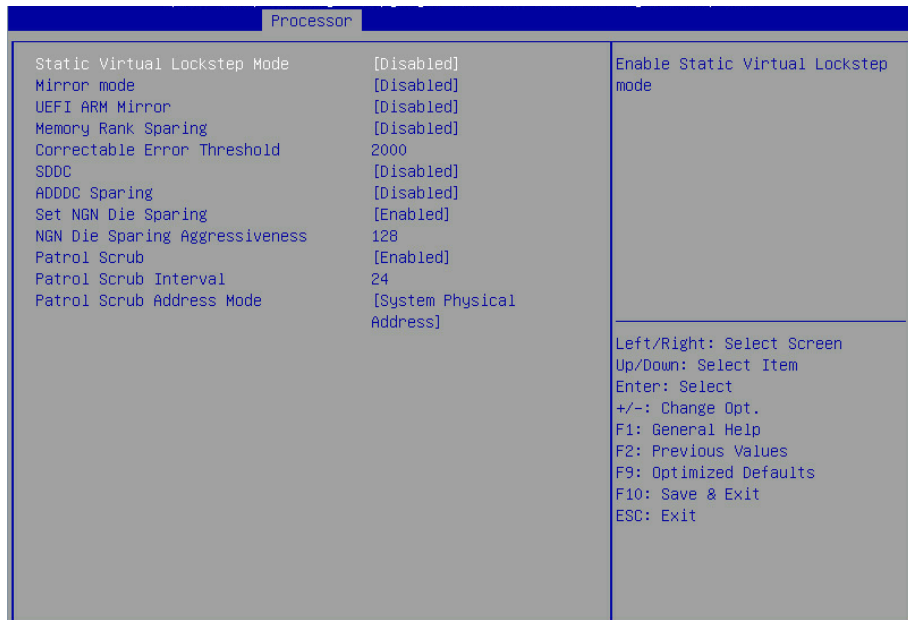 Processor
Static Virtual Lockstep Mode [Disabled]
Mirror mode [Disabled]
UEFI ARM Mirror [Disabled]
Memory Rank Sparing [Disabled]
Correctable Error Threshold 2000
SDDC [Disabled]
ADDDC Sparing [Disabled]
Set NGN Die Sparing [Enabled]
NGN Die Sparing Aggressiveness 128
Patrol Scrub [Enabled]
Patrol Scrub Interval 24
Patrol Scrub Address Mode [System Physical
Address]
Enable Static Virtual Lockstep
mode
Left/Right: Select Screen
Up/Down: Select Item
Enter: Select
+/-: Change Opt.
F1: General Help
F2: Previous Values
F9: Optimized Defaults
F10: Save & Exit
ESC: Exit